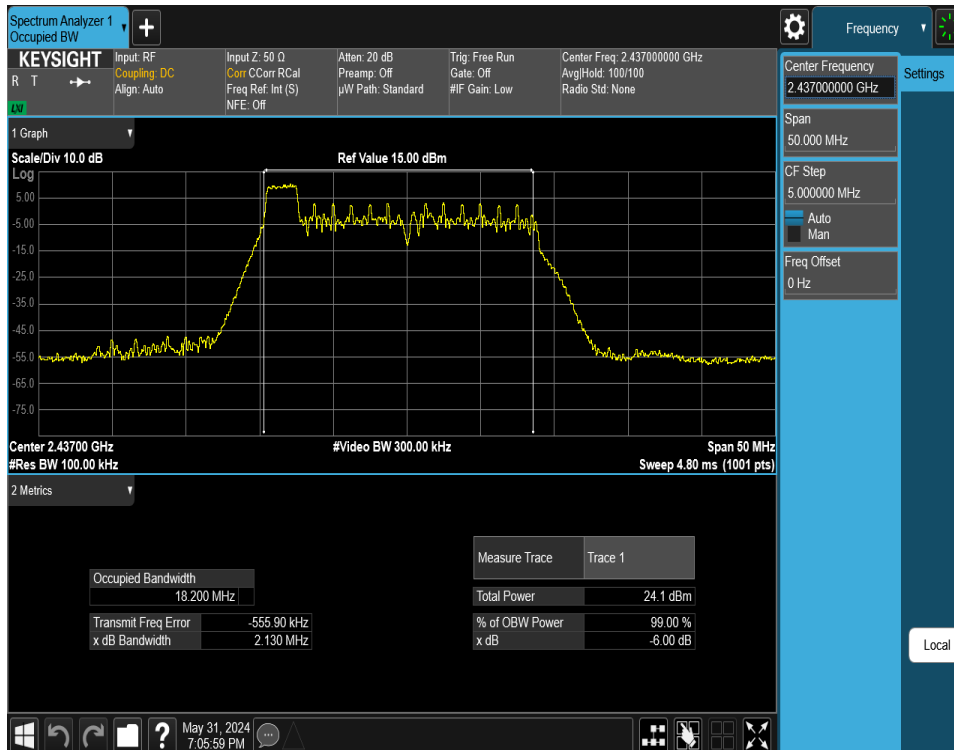 Spectrum Analyzer 1
Occupied BW
+
Frequency
KEYSIGHT
R T
LXI
Input: RF
Coupling: DC
Align: Auto
Input Z: 50 Ω
Corr CCorr RCal
Freq Ref: Int (S)
NFE: Off
Atten: 20 dB
Preamp: Off
µW Path: Standard
Trig: Free Run
Gate: Off
#IF Gain: Low
Center Freq: 2.437000000 GHz
Avg|Hold: 100/100
Radio Std: None
Center Frequency
2.437000000 GHz
Settings
Span
50.000 MHz
CF Step
5.000000 MHz
Auto
Man
Freq Offset
0 Hz
Local
1 Graph
Scale/Div 10.0 dB
Ref Value 15.00 dBm
Log
5.00
-5.00
-15.0
-25.0
-35.0
-45.0
-55.0
-65.0
-75.0
Center 2.43700 GHz
#Video BW 300.00 kHz
Span 50 MHz
#Res BW 100.00 kHz
Sweep 4.80 ms (1001 pts)
2 Metrics
Measure Trace Trace 1
Occupied Bandwidth
18.200 MHz
Total Power 24.1 dBm
Transmit Freq Error -555.90 kHz
% of OBW Power 99.00 %
x dB Bandwidth 2.130 MHz
x dB -6.00 dB
?
May 31, 2024
7:05:59 PM